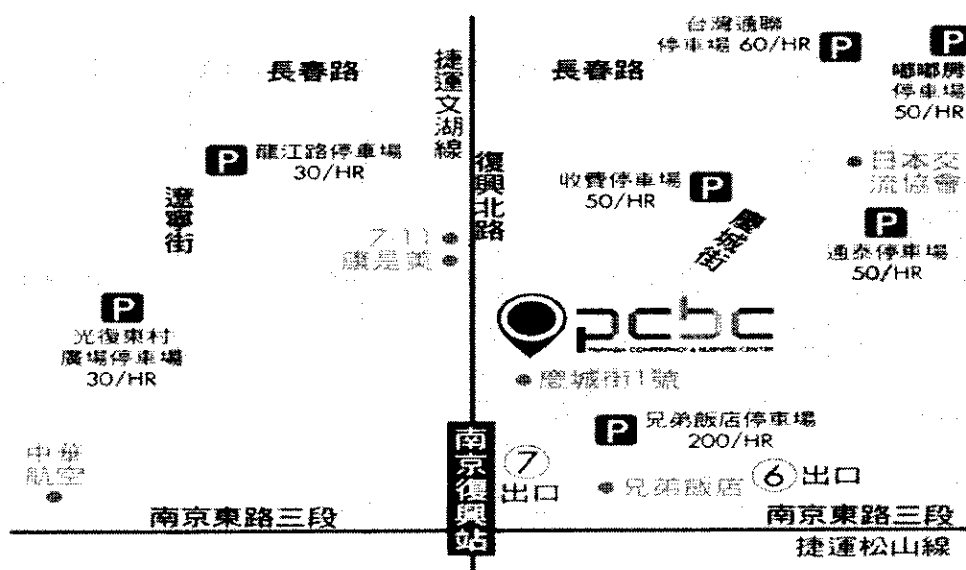 台灣通聯
停車場 60/HR
P
P
嘟嘟房
停車場
50/HR
長春路
捷運文湖線
長春路
P
龍江路停車場
30/HR
復興北路
收費停車場
50/HR
P
日本交
流協會
遼寧街
慶城街
P
通泰停車場
50/HR
7-11
康是美
P
光復東村
廣場停車場
30/HR
pcbc
慶城街1號
P
兄弟飯店停車場
200/HR
中華
航空
南京復興站
7
出口
兄弟飯店
6 出口
南京東路三段
南京東路三段
捷運松山線